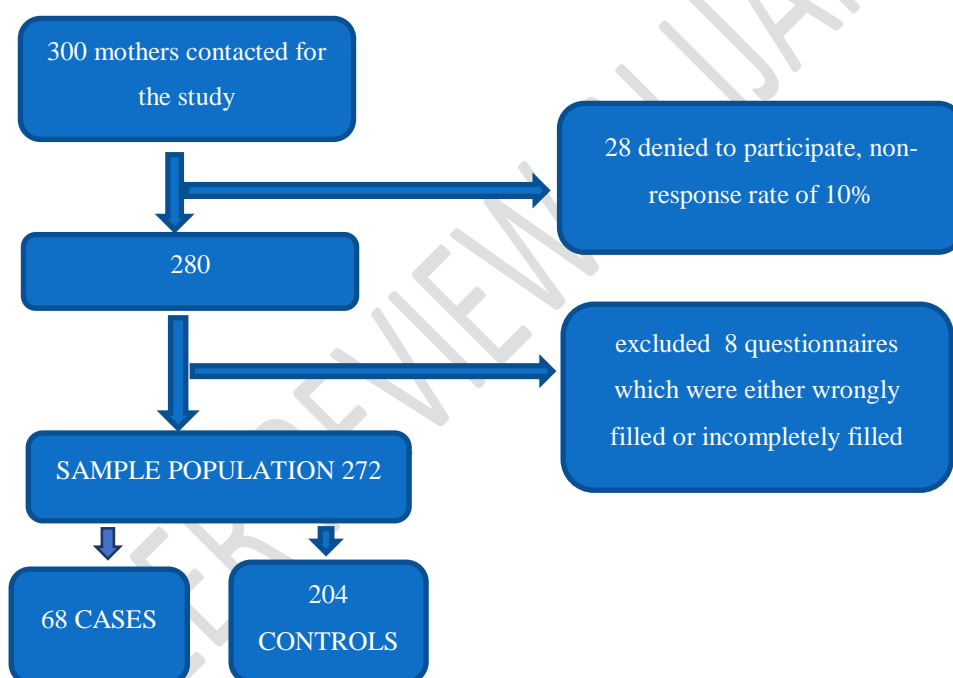 300 mothers contacted for
the study
28 denied to participate, non-
response rate of 10%
280
excluded 8 questionnaires
which were either wrongly
filled or incompletely filled
SAMPLE POPULATION 272
68 CASES
204
CONTROLS